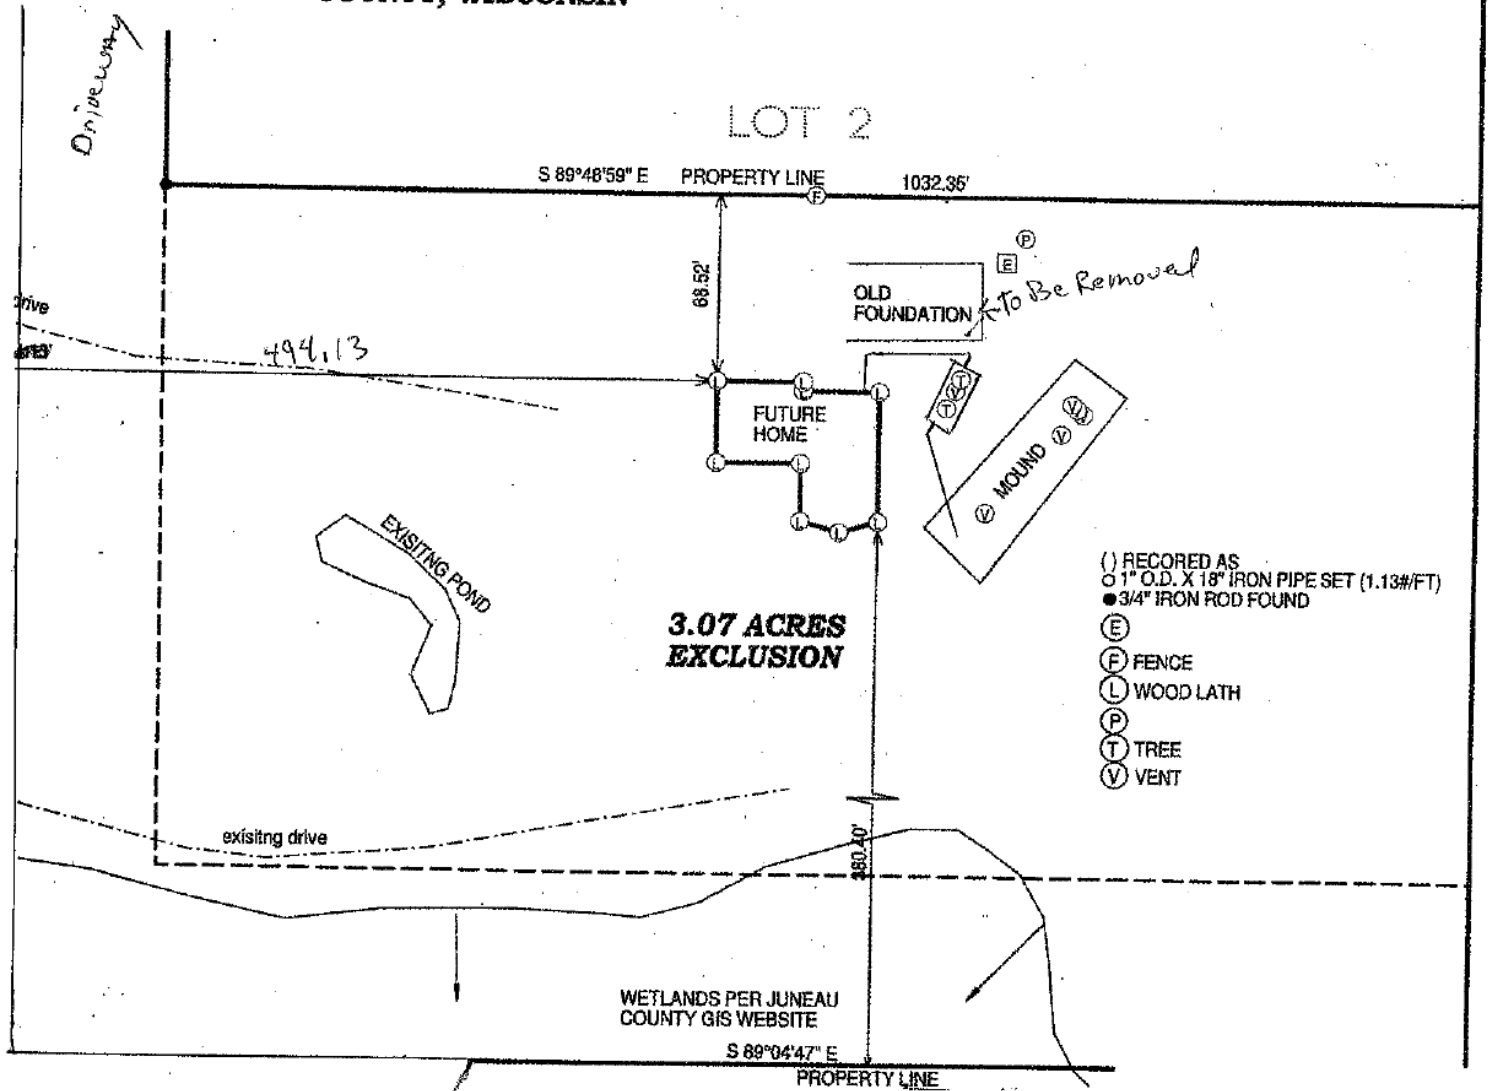 Driveway
LOT 2
S 89°48'59" E PROPERTY LINE 1032.36'
F
68.52'
P
E
OLD
FOUNDATION
To Be Removed
drive
494.13
L
L
L
L
FUTURE
HOME
L
L
L
L
L
T
V
T
V
V
V
MOUND
V
EXISITNG POND
3.07 ACRES
EXCLUSION
( ) RECORED AS
1" O.D. X 18" IRON PIPE SET (1.13#/FT)
3/4" IRON ROD FOUND
E
F FENCE
L WOOD LATH
P
T TREE
V VENT
exisitng drive
380.40'
WETLANDS PER JUNEAU
COUNTY GIS WEBSITE
S 89°04'47" E
PROPERTY LINE